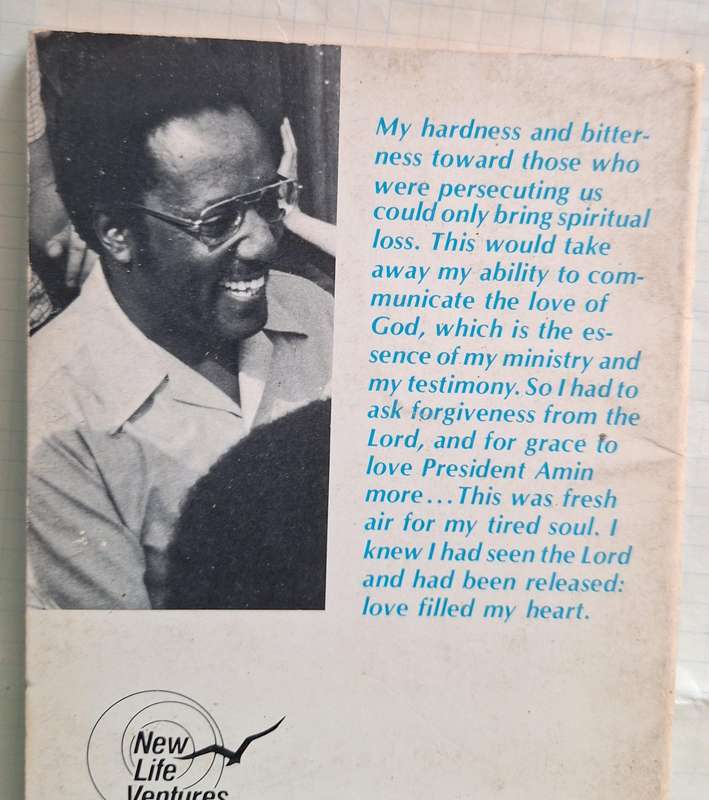 My hardness and bitter-
ness toward those who
were persecuting us
could only bring spiritual
loss. This would take
away my ability to com-
municate the love of
God, which is the es-
sence of my ministry and
my testimony. So I had to
ask forgiveness from the
Lord, and for grace to
love President Amin
more...This was fresh
air for my tired soul. I
knew I had seen the Lord
and had been released:
love filled my heart.
New
Life
Ventures